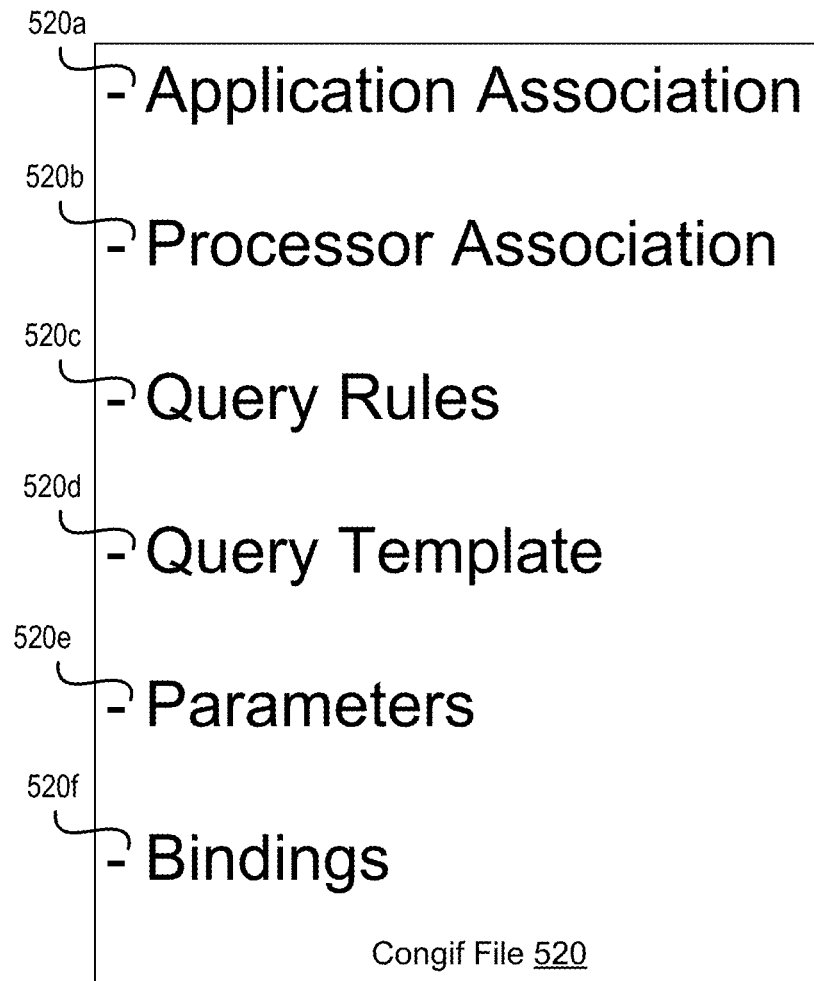 520a
- Application Association
520b
- Processor Association
520c
- Query Rules
520d
- Query Template
520e
- Parameters
520f
- Bindings
Congif File 520